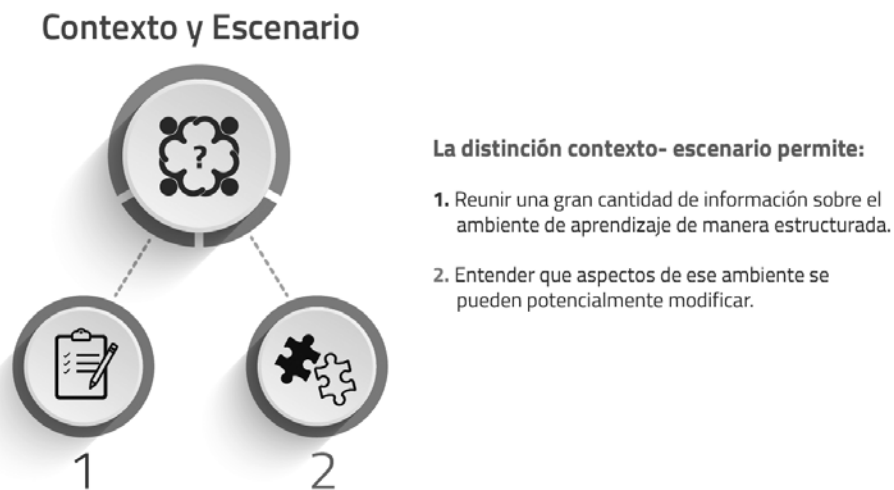 Contexto y Escenario
?
La distinción contexto- escenario permite:
1. Reunir una gran cantidad de información sobre el
ambiente de aprendizaje de manera estructurada.
2. Entender que aspectos de ese ambiente se
pueden potencialmente modificar.
1
2